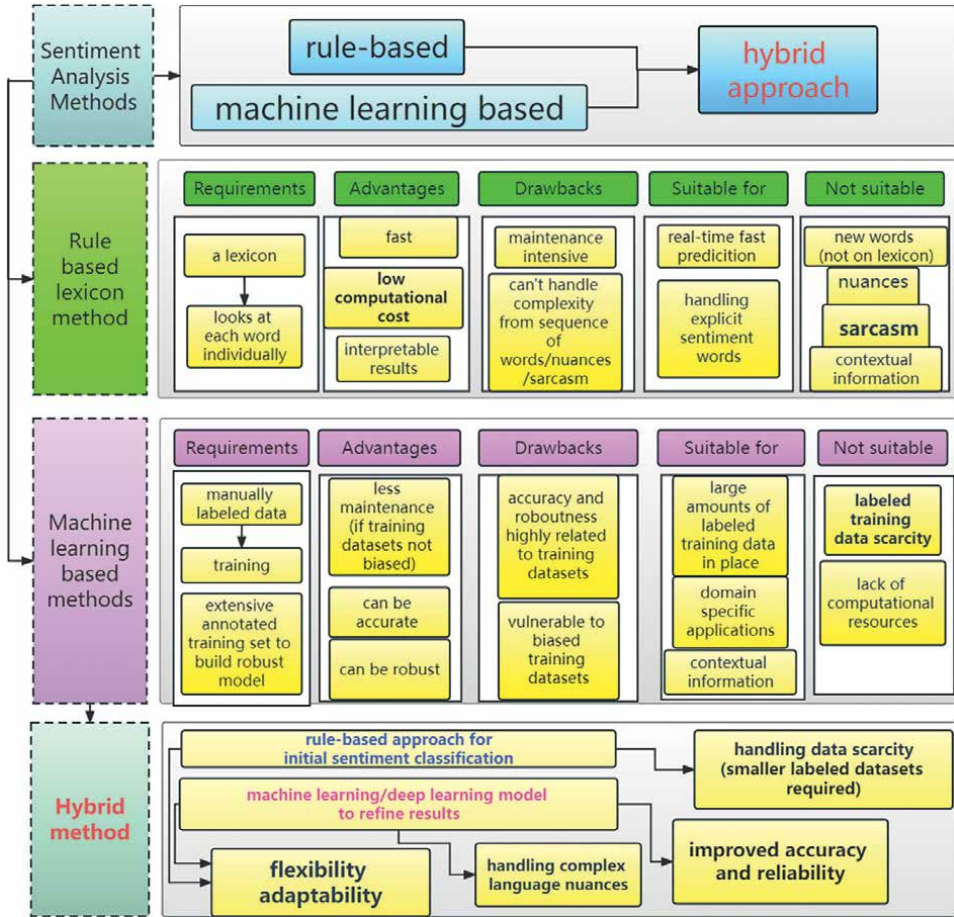 Sentiment
Analysis
Methods
rule-based
machine learning based
hybrid
approach
Rule
based
lexicon
method
Requirements
Advantages
Drawbacks
Suitable for
Not suitable
a lexicon
looks at
each word
individually
fast
low
computational
cost
interpretable
results
maintenance
intensive
can't handle
complexity
from sequence
of
words/nuances
/sarcasm
real-time fast
predicition
handling
explicit
sentiment
words
new words
(not on lexicon)
nuances
sarcasm
contextual
information
Machine
learning
based
methods
Requirements
Advantages
Drawbacks
Suitable for
Not suitable
manually
labeled data
training
extensive
annotated
training set to
build robust
model
less
maintenance
(if training
datasets not
biased)
can be
accurate
can be robust
accuracy and
roboutness
highly related
to training
datasets
vulnerable to
biased
training
datasets
large
amounts of
labeled
training data
in place
domain
specific
applications
contextual
information
labeled
training
data scarcity
lack of
computational
resources
Hybrid
method
rule-based approach for
initial sentiment classification
machine learning/deep learning model
to refine results
flexibility
adaptability
handling complex
language nuances
handling data scarcity
(smaller labeled datasets
required)
improved accuracy
and reliability